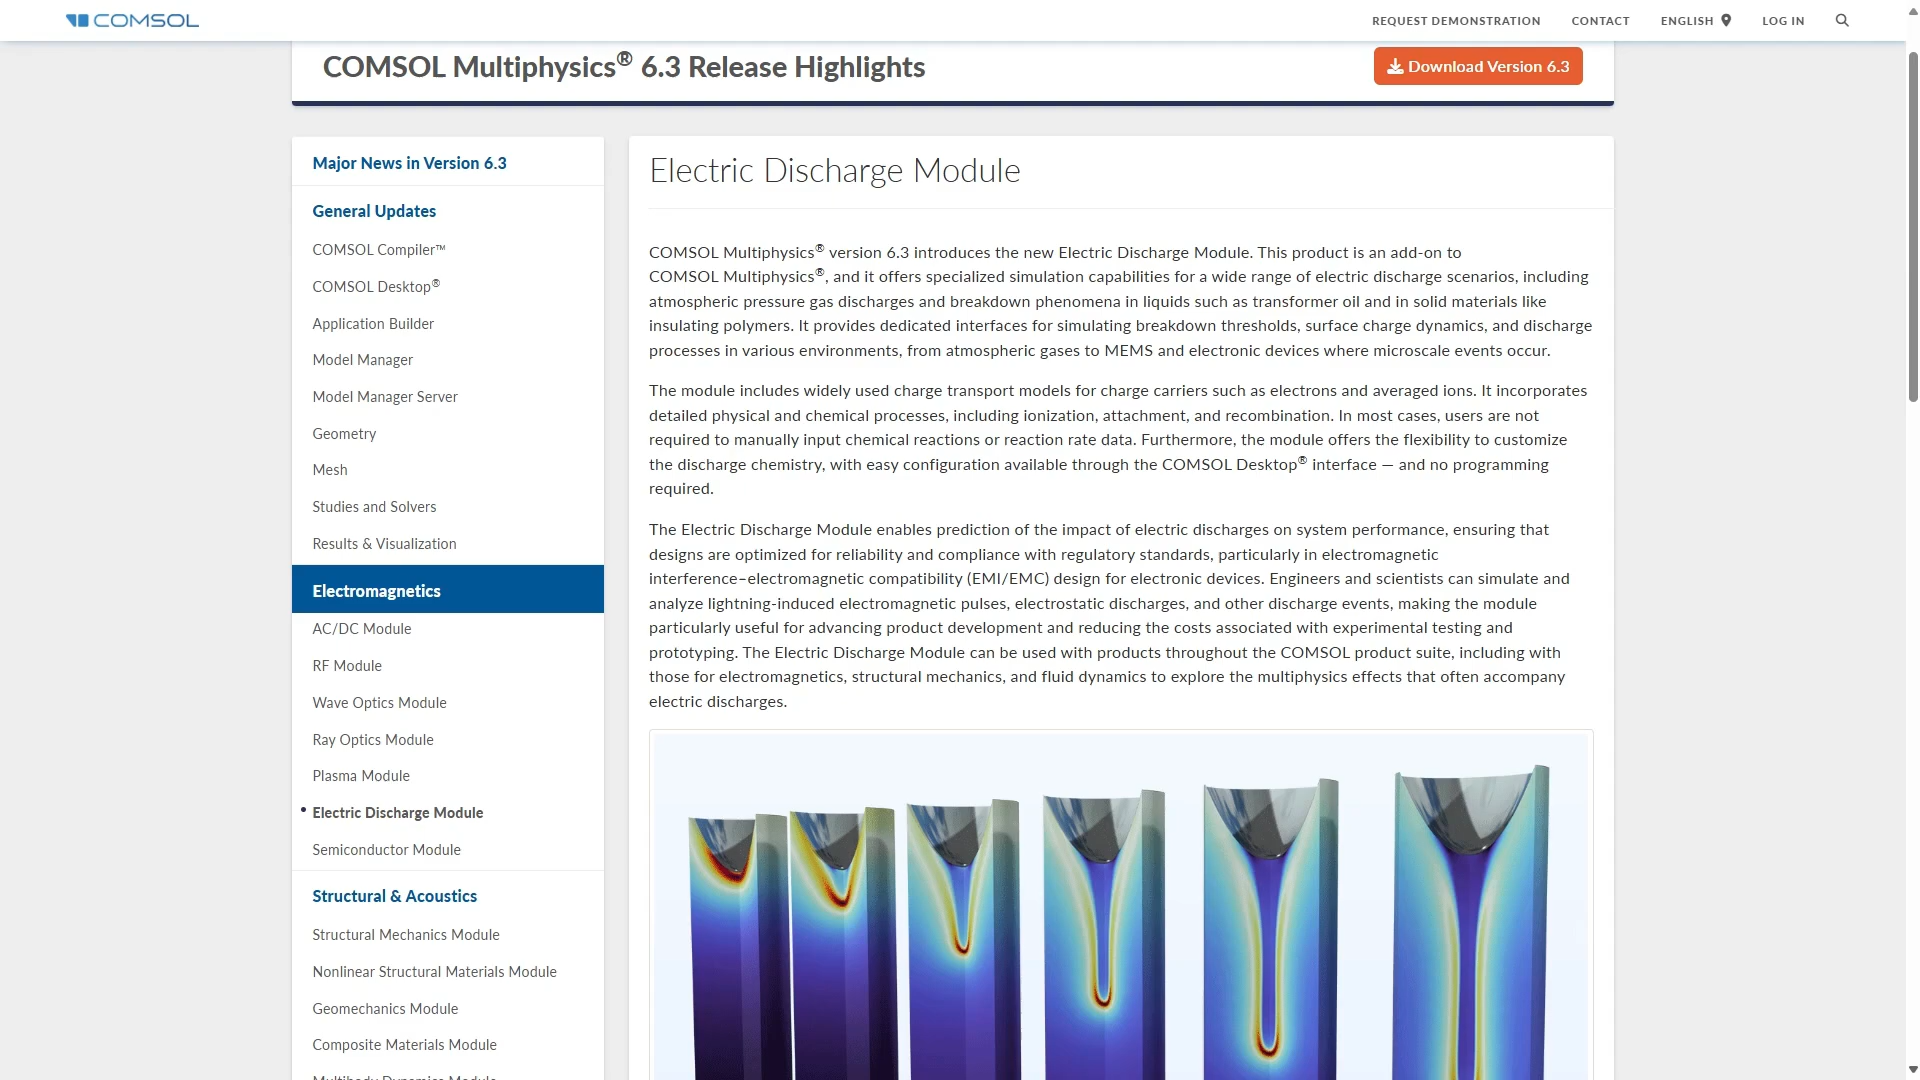 COMSOL
REQUEST DEMONSTRATION
CONTACT
ENGLISH
LOG IN
COMSOL Multiphysics® 6.3 Release Highlights
Download Version 6.3
Major News in Version 6.3
General Updates
COMSOL Compiler™
COMSOL Desktop®
Application Builder
Model Manager
Model Manager Server
Geometry
Mesh
Studies and Solvers
Results & Visualization
Electromagnetics
AC/DC Module
RF Module
Wave Optics Module
Ray Optics Module
Plasma Module
• Electric Discharge Module
Semiconductor Module
Structural & Acoustics
Structural Mechanics Module
Nonlinear Structural Materials Module
Geomechanics Module
Composite Materials Module
Multibody Dynamics Module
Electric Discharge Module
COMSOL Multiphysics® version 6.3 introduces the new Electric Discharge Module. This product is an add-on to
COMSOL Multiphysics®, and it offers specialized simulation capabilities for a wide range of electric discharge scenarios, including
atmospheric pressure gas discharges and breakdown phenomena in liquids such as transformer oil and in solid materials like
insulating polymers. It provides dedicated interfaces for simulating breakdown thresholds, surface charge dynamics, and discharge
processes in various environments, from atmospheric gases to MEMS and electronic devices where microscale events occur.
The module includes widely used charge transport models for charge carriers such as electrons and averaged ions. It incorporates
detailed physical and chemical processes, including ionization, attachment, and recombination. In most cases, users are not
required to manually input chemical reactions or reaction rate data. Furthermore, the module offers the flexibility to customize
the discharge chemistry, with easy configuration available through the COMSOL Desktop® interface — and no programming
required.
The Electric Discharge Module enables prediction of the impact of electric discharges on system performance, ensuring that
designs are optimized for reliability and compliance with regulatory standards, particularly in electromagnetic
interference–electromagnetic compatibility (EMI/EMC) design for electronic devices. Engineers and scientists can simulate and
analyze lightning-induced electromagnetic pulses, electrostatic discharges, and other discharge events, making the module
particularly useful for advancing product development and reducing the costs associated with experimental testing and
prototyping. The Electric Discharge Module can be used with products throughout the COMSOL product suite, including with
those for electromagnetics, structural mechanics, and fluid dynamics to explore the multiphysics effects that often accompany
electric discharges.